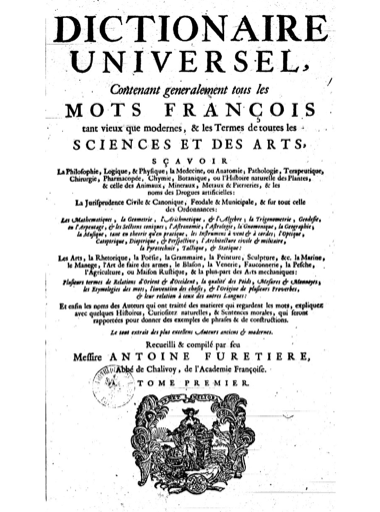 DICTIONAIRE
UNIVERSEL,
Contenant generalement tous les
MOTS FRANÇOIS
tant vieux que modernes, & les Termes de toutes les
SCIENCES ET DES ARTS,
SÇAVOIR
La Philosophie, Logique, & Physique; la Medecine, ou Anatomie; Pathologie, Terapeutique,
Chirurgie, Pharmacopée, Chymie, Botanique, ou l'Histoire naturelle des Plantes,
& celle des Animaux, Mineraux, Metaux & Pierreries, & les
noms des Drogues artificielles:
La Jurisprudence Civile & Canonique, Feodale & Municipale, & sur tout celle
des Ordonnances:
Les Mathematiques, la Geometrie, l'Arithmetique, & l'Algebre; la Trigonometrie, Geodesie,
ou l'Arpentage, & les Sections coniques; l'Astronomie, l'Astrologie, la Gnomonique, la Geographie;
la Musique, tant en theorie qu'en pratique, les Instrumens à vent & à cordes; l'Optique,
Catoptrique, Dioptrique, & Perspective; l'Architecture civile & militaire,
la Pyrotechnie, Tactique, & Statique:
Les Arts, la Rhetorique, la Poësie, la Grammaire, la Peinture, Sculpture, &c. la Marine,
le Manege, l'Art de faire des armes, le Blason, la Venerie, Fauconnerie, la Pesche,
l'Agriculture, ou Maison Rustique, & la plus-part des Arts mechaniques:
Plusieurs termes de Relations d'Orient & d'Occident, la qualité des Poids, Mesures & Monnoyes,
les Etymologies des mots, l'invention des choses, & l'Origine de plusieurs Proverbes,
& leur relation à ceux des autres Langues:
Et enfin les noms des Auteurs qui ont traité des matieres qui regardent les mots, expliquez
avec quelques Histoires, Curiositez naturelles, & Sentences morales, qui seront
rapportées pour donner des exemples de phrases & de constructions.
Le tout extrait des plus excellens Auteurs anciens & modernes.
Recueilli & compilé par feu
Messire ANTOINE FURETIERE,
Abbé de Chalivoy, de l'Academie Françoise.
TOME PREMIER.